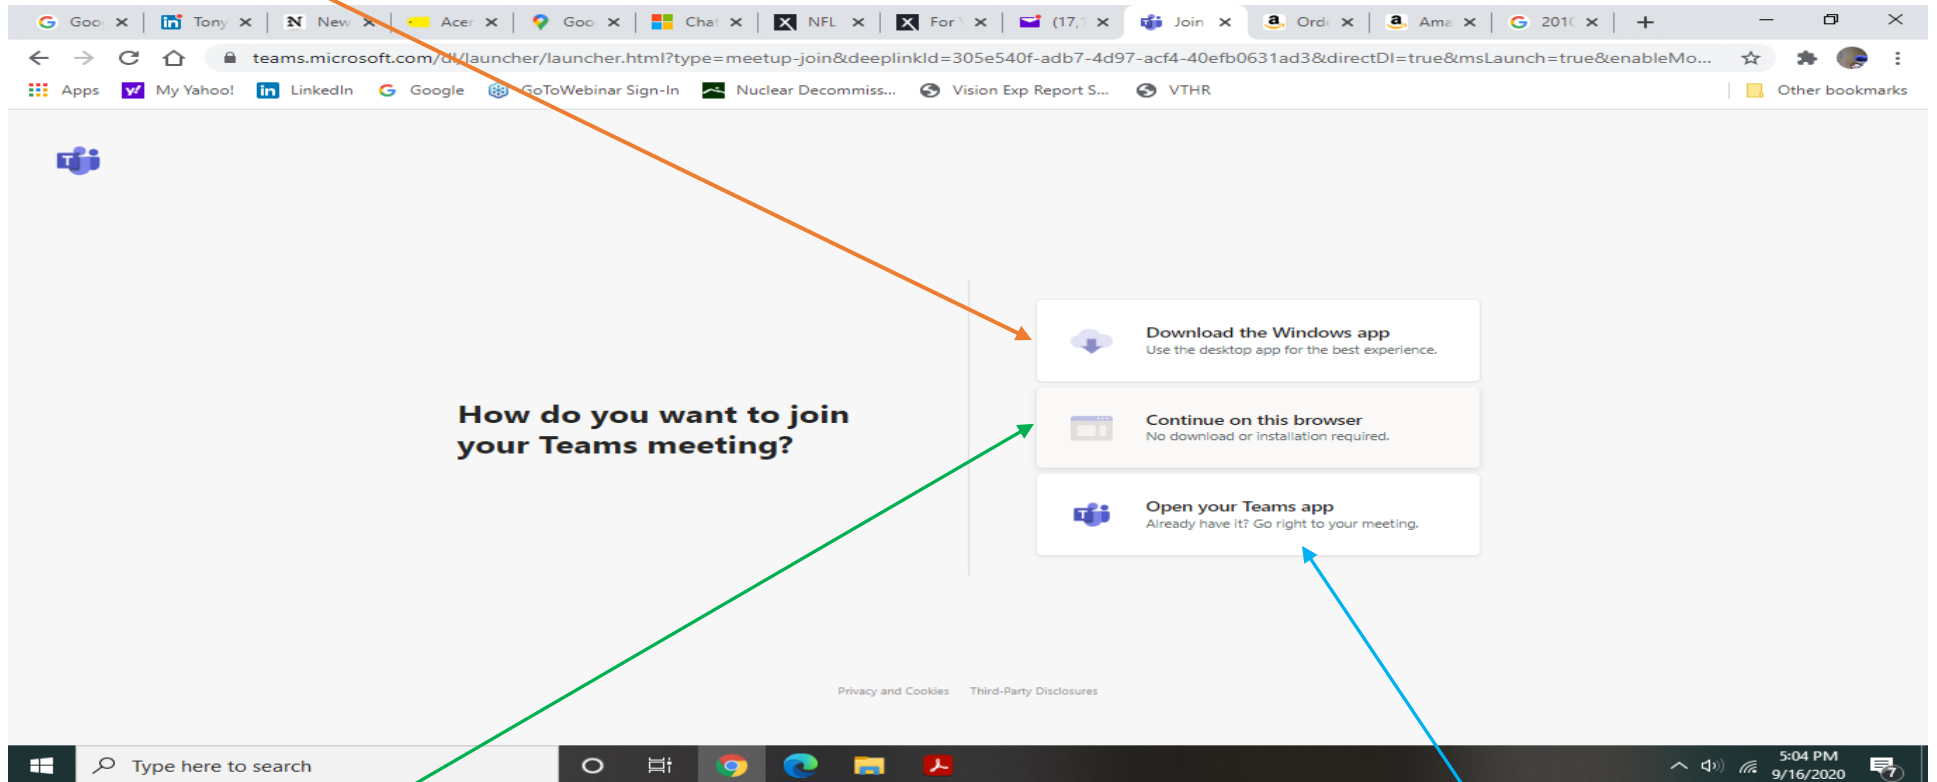 Goo Tony New Acer Goo Chat NFL For (17, Join Orde Ama 201
teams.microsoft.com/dl/launcher/launcher.html?type=meetup-join&deeplinkId=305e540f-adb7-4d97-acf4-40efb0631ad3&directDl=true&msLaunch=true&enableMo...
Apps My Yahoo! LinkedIn Google GoToWebinar Sign-In Nuclear Decommiss... Vision Exp Report S... VTHR Other bookmarks
Download the Windows app
Use the desktop app for the best experience.
How do you want to join
your Teams meeting?
Continue on this browser
No download or installation required.
Open your Teams app
Already have it? Go right to your meeting.
Privacy and Cookies Third-Party Disclosures
Type here to search
5:04 PM
9/16/2020
7